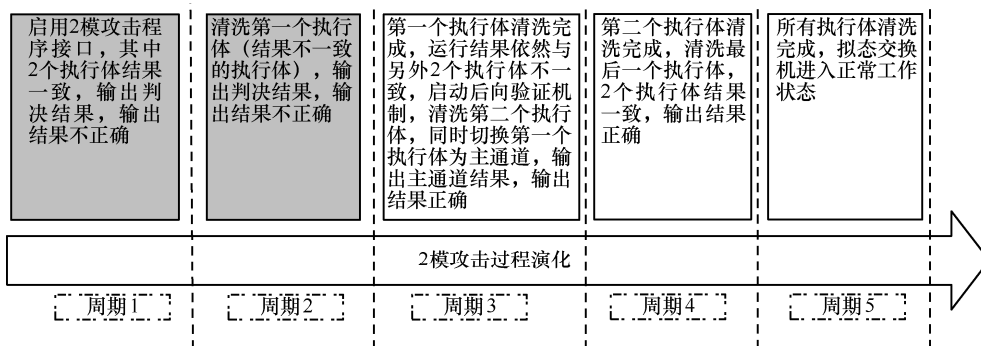 启用2模攻击程
序接口，其中
2个执行体结果
一致，输出判
决结果，输出
结果不正确
清洗第一个执行
体（结果不一致
的执行体），输
出判决结果，输
出结果不正确
第一个执行体清洗完
成，运行结果依然与
另外2个执行体不一
致，启动后向验证机
制，清洗第二个执行
体，同时切换第一个
执行体为主通道，输
出主通道结果，输出
结果正确
第二个执行体清
洗完成，清洗最
后一个执行体，
2个执行体结果
一致，输出结果
正确
所有执行体清洗
完成，拟态交换
机进入正常工作
状态
2模攻击过程演化
周期1
周期2
周期3
周期4
周期5